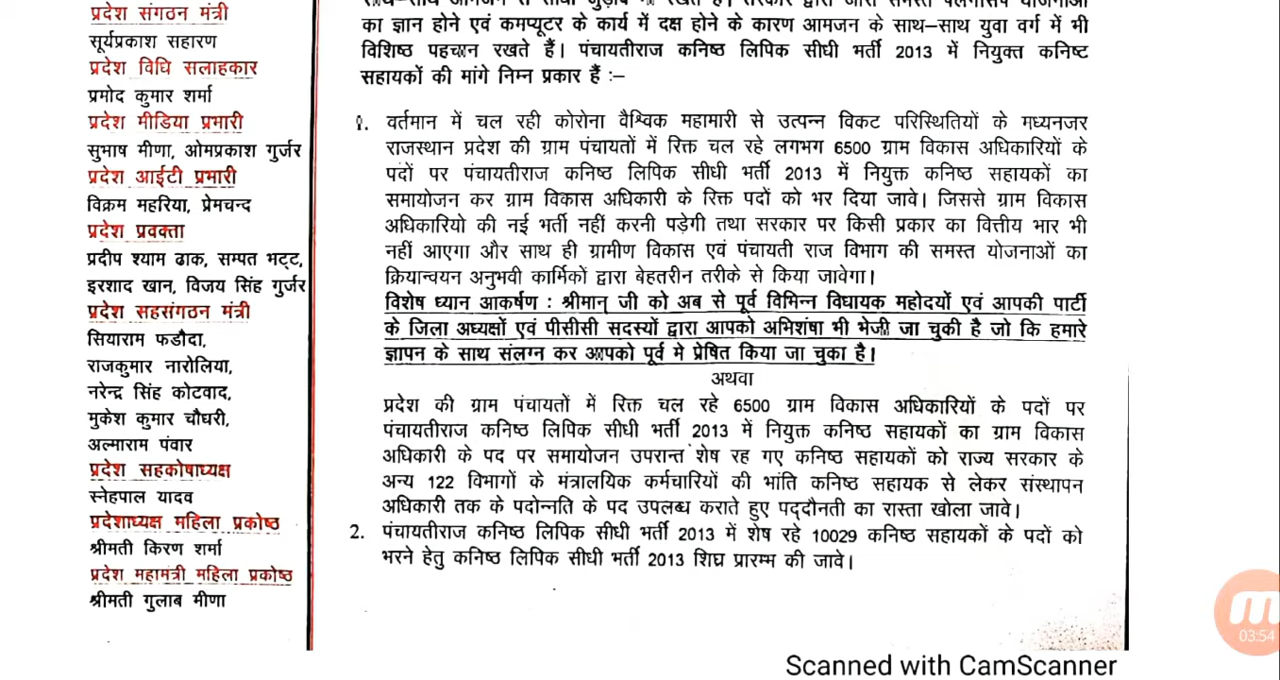 प्रदेश संगठन मंत्री
सूर्यप्रकाश सहारण
प्रदेश विधि सलाहकार
प्रमोद कुमार शर्मा
प्रदेश मीडिया प्रभारी
सुभाष मीणा, ओमप्रकाश गुर्जर
प्रदेश आईटी प्रभारी
विक्रम महरिया, प्रेमचन्द
प्रदेश प्रवक्ता
प्रदीप श्याम ढाक, सम्पत भट्ट,
इरशाद खान, विजय सिंह गुर्जर
प्रदेश सहसंगठन मंत्री
सियाराम फडौदा,
राजकुमार नारोलिया,
नरेन्द्र सिंह कोटवाद,
मुकेश कुमार चौधरी,
अल्माराम पंवार
प्रदेश सहकोषाध्यक्ष
स्नेहपाल यादव
प्रदेशाध्यक्ष महिला प्रकोष्ठ
श्रीमती किरण शर्मा
प्रदेश महामंत्री महिला प्रकोष्ठ
श्रीमती गुलाब मीणा
का ज्ञान होने एवं कमप्यूटर के कार्य में दक्ष होने के कारण आमजन के साथ–साथ युवा वर्ग में भी
विशिष्ठ पहचान रखते हैं। पंचायतीराज कनिष्ठ लिपिक सीधी भर्ती 2013 में नियुक्त कनिष्ट
सहायकों की मांगे निम्न प्रकार हैं :–
1. वर्तमान में चल रही कोरोना वैश्विक महामारी से उत्पन्न विकट परिस्थितियों के मध्यनजर
राजस्थान प्रदेश की ग्राम पंचायतों में रिक्त चल रहे लगभग 6500 ग्राम विकास अधिकारियों के
पदों पर पंचायतीराज कनिष्ठ लिपिक सीधी भर्ती 2013 में नियुक्त कनिष्ठ सहायकों का
समायोजन कर ग्राम विकास अधिकारी के रिक्त पदों को भर दिया जावे। जिससे ग्राम विकास
अधिकारियो की नई भर्ती नहीं करनी पड़ेगी तथा सरकार पर किसी प्रकार का वित्तीय भार भी
नहीं आएगा और साथ ही ग्रामीण विकास एवं पंचायती राज विभाग की समस्त योजनाओं का
क्रियान्वयन अनुभवी कार्मिकों द्वारा बेहतरीन तरीके से किया जावेगा।
विशेष ध्यान आकर्षण : श्रीमान् जी को अब से पूर्व विभिन्न विधायक महोदयों एवं आपकी पार्टी
के जिला अध्यक्षों एवं पीसीसी सदस्यों द्वारा आपको अभिशंषा भी भेजी जा चुकी है जो कि हमारे
ज्ञापन के साथ संलग्न कर आपको पूर्व मे प्रेषित किया जा चुका है।
अथवा
प्रदेश की ग्राम पंचायतों में रिक्त चल रहे 6500 ग्राम विकास अधिकारियों के पदों पर
पंचायतीराज कनिष्ठ लिपिक सीधी भर्ती 2013 में नियुक्त कनिष्ठ सहायकों का ग्राम विकास
अधिकारी के पद पर समायोजन उपरान्त शेष रह गए कनिष्ठ सहायकों को राज्य सरकार के
अन्य 122 विभागों के मंत्रालयिक कर्मचारियों की भांति कनिष्ठ सहायक से लेकर संस्थापन
अधिकारी तक के पदोन्नति के पद उपलब्ध कराते हुए पद्दौनती का रास्ता खोला जावे।
2. पंचायतीराज कनिष्ठ लिपिक सीधी भर्ती 2013 में शेष रहे 10029 कनिष्ठ सहायकों के पदों को
भरने हेतु कनिष्ठ लिपिक सीधी भर्ती 2013 शिघ्र प्रारम्भ की जावे।
03:54
Scanned with CamScanner